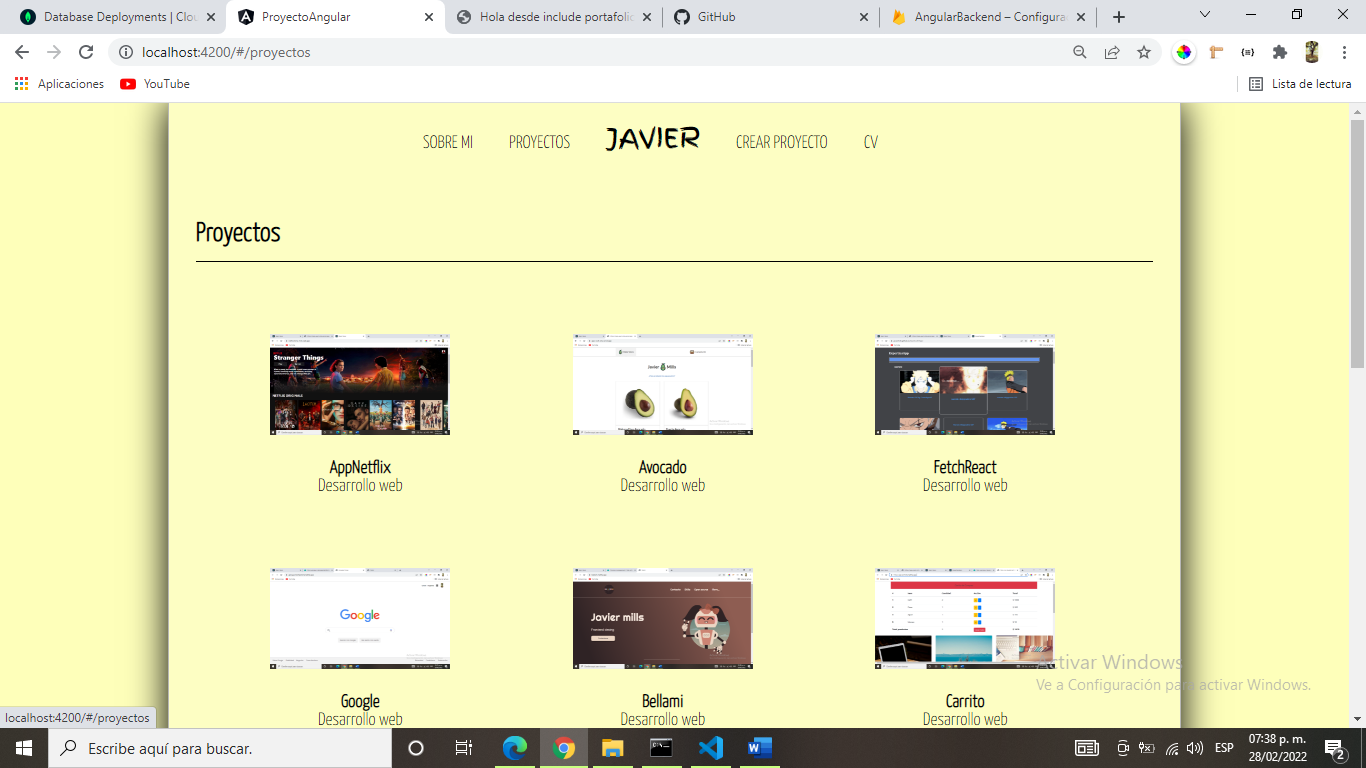 Database Deployments | Clou
ProyectoAngular
Hola desde include portafolio
GitHub
AngularBackend – Configura
localhost:4200/#/proyectos
Aplicaciones
YouTube
Lista de lectura
SOBRE MI
PROYECTOS
JAVIER
CREAR PROYECTO
CV
Proyectos
Stranger Things
NETFLIX ORIGINALS
Javier Mills
Google
Javier mills
AppNetflix
Desarrollo web
Avocado
Desarrollo web
FetchReact
Desarrollo web
Google
Desarrollo web
Bellami
Desarrollo web
Carrito
Desarrollo web
Activar Windows
Ve a Configuración para activar Windows.
localhost:4200/#/proyectos
Escribe aquí para buscar.
ESP
07:38 p. m.
28/02/2022
2